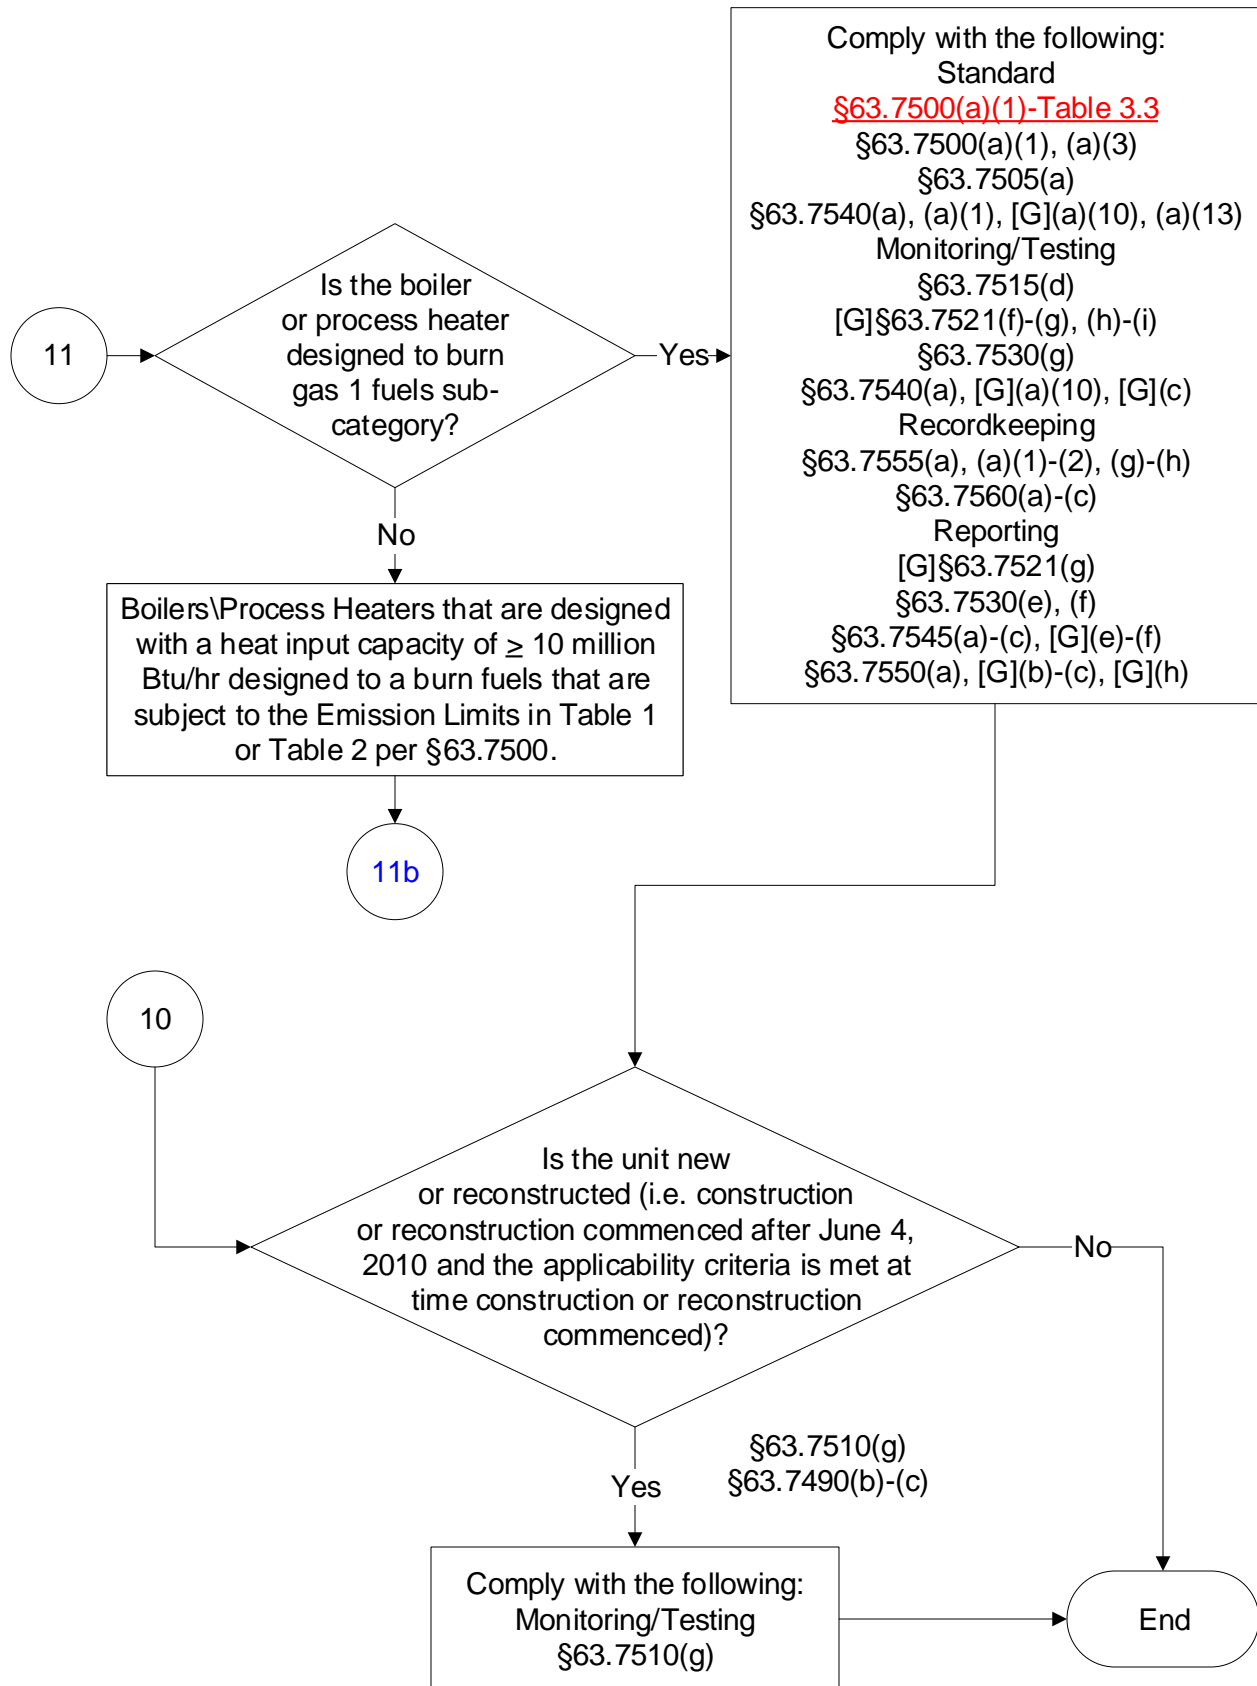 11
Is the boiler
or process heater
designed to burn
gas 1 fuels sub-
category?
Yes
No
Comply with the following:
Standard
§63.7500(a)(1)-Table 3.3
§63.7500(a)(1), (a)(3)
§63.7505(a)
§63.7540(a), (a)(1), [G](a)(10), (a)(13)
Monitoring/Testing
§63.7515(d)
[G]§63.7521(f)-(g), (h)-(i)
§63.7530(g)
§63.7540(a), [G](a)(10), [G](c)
Recordkeeping
§63.7555(a), (a)(1)-(2), (g)-(h)
§63.7560(a)-(c)
Reporting
[G]§63.7521(g)
§63.7530(e), (f)
§63.7545(a)-(c), [G](e)-(f)
§63.7550(a), [G](b)-(c), [G](h)
Boilers\Process Heaters that are designed
with a heat input capacity of ≥ 10 million
Btu/hr designed to a burn fuels that are
subject to the Emission Limits in Table 1
or Table 2 per §63.7500.
11b
10
Is the unit new
or reconstructed (i.e. construction
or reconstruction commenced after June 4,
2010 and the applicability criteria is met at
time construction or reconstruction
commenced)?
No
Yes
§63.7510(g)
§63.7490(b)-(c)
Comply with the following:
Monitoring/Testing
§63.7510(g)
End